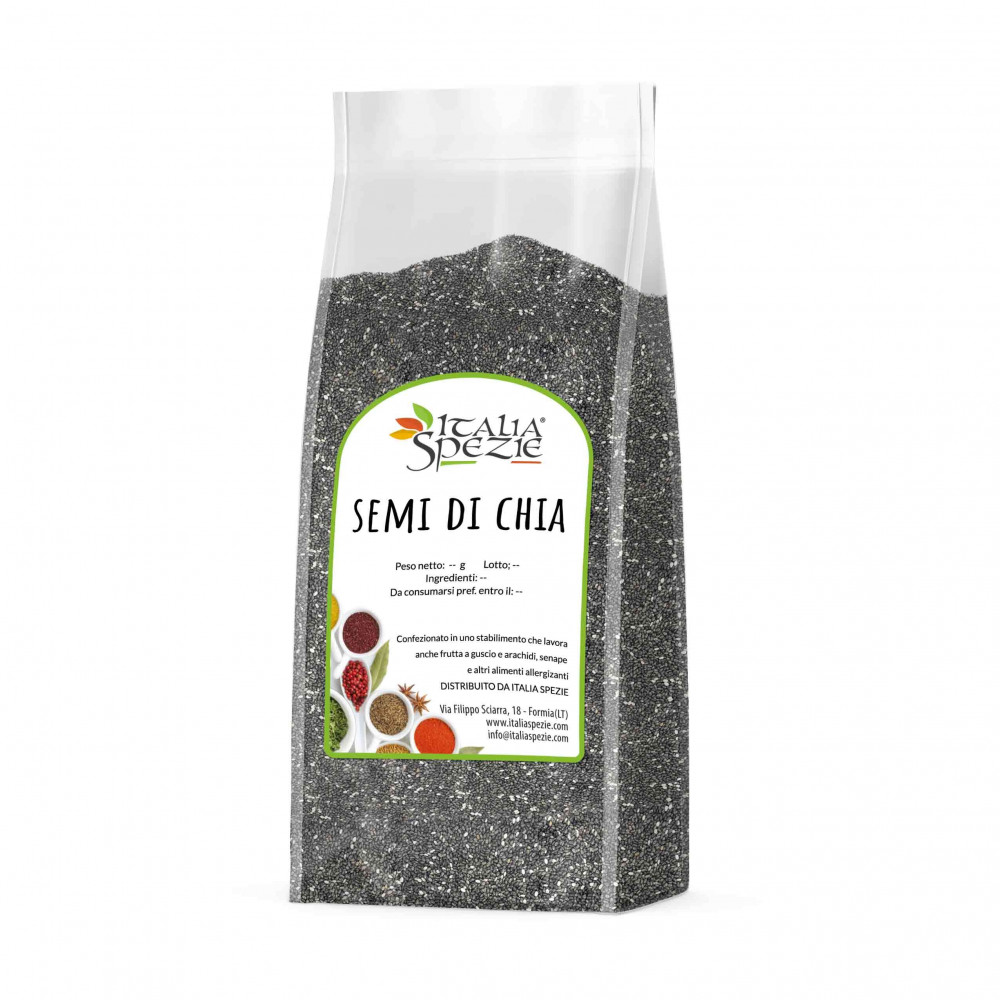 ITALIA®
SPEZIE
SEMI DI CHIA
Peso netto: -- g Lotto; --
Ingredienti: --
Da consumarsi pref. entro il: --
Confezionato in uno stabilimento che lavora
anche frutta a guscio e arachidi, senape
e altri alimenti allergizanti
DISTRIBUITO DA ITALIA SPEZIE
Via Filippo Sciarra, 18 - Formia(LT)
www.italiaspezie.com
info@italiaspezie.com